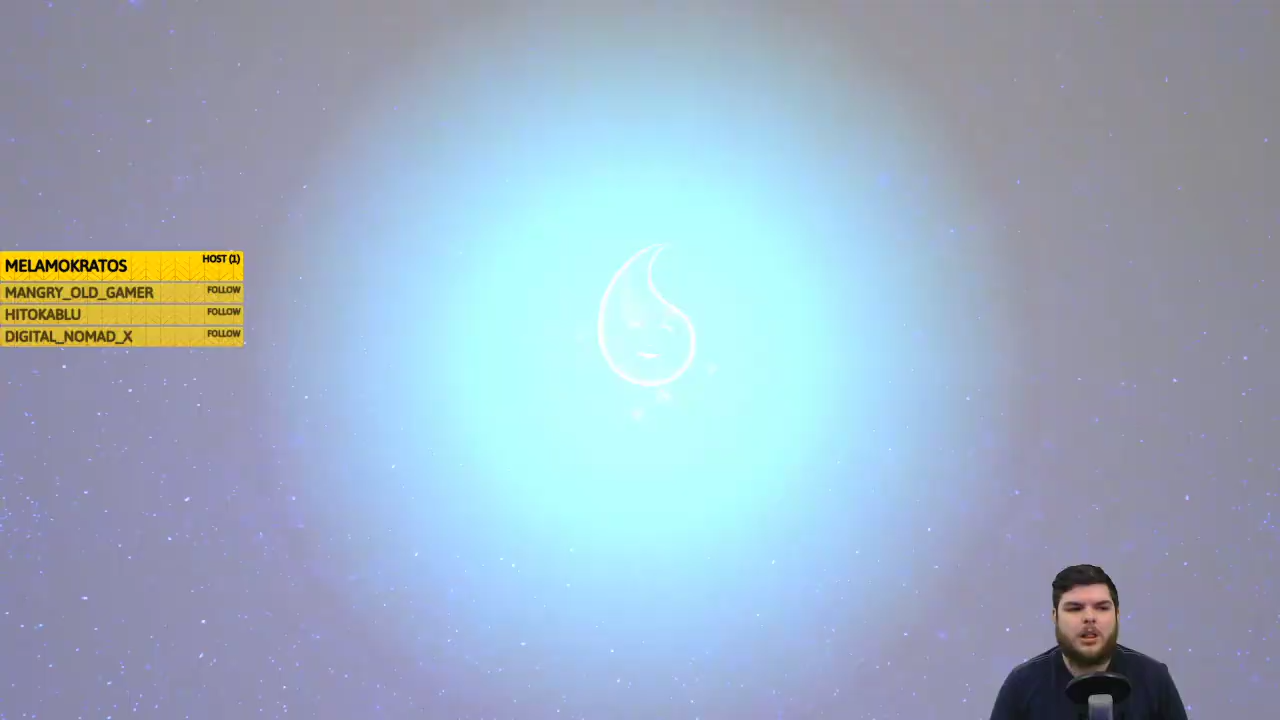 MELAMOKRATOS HOST (1)
MANGRY_OLD_GAMER FOLLOW
HITOKABLU FOLLOW
DIGITAL_NOMAD_X FOLLOW